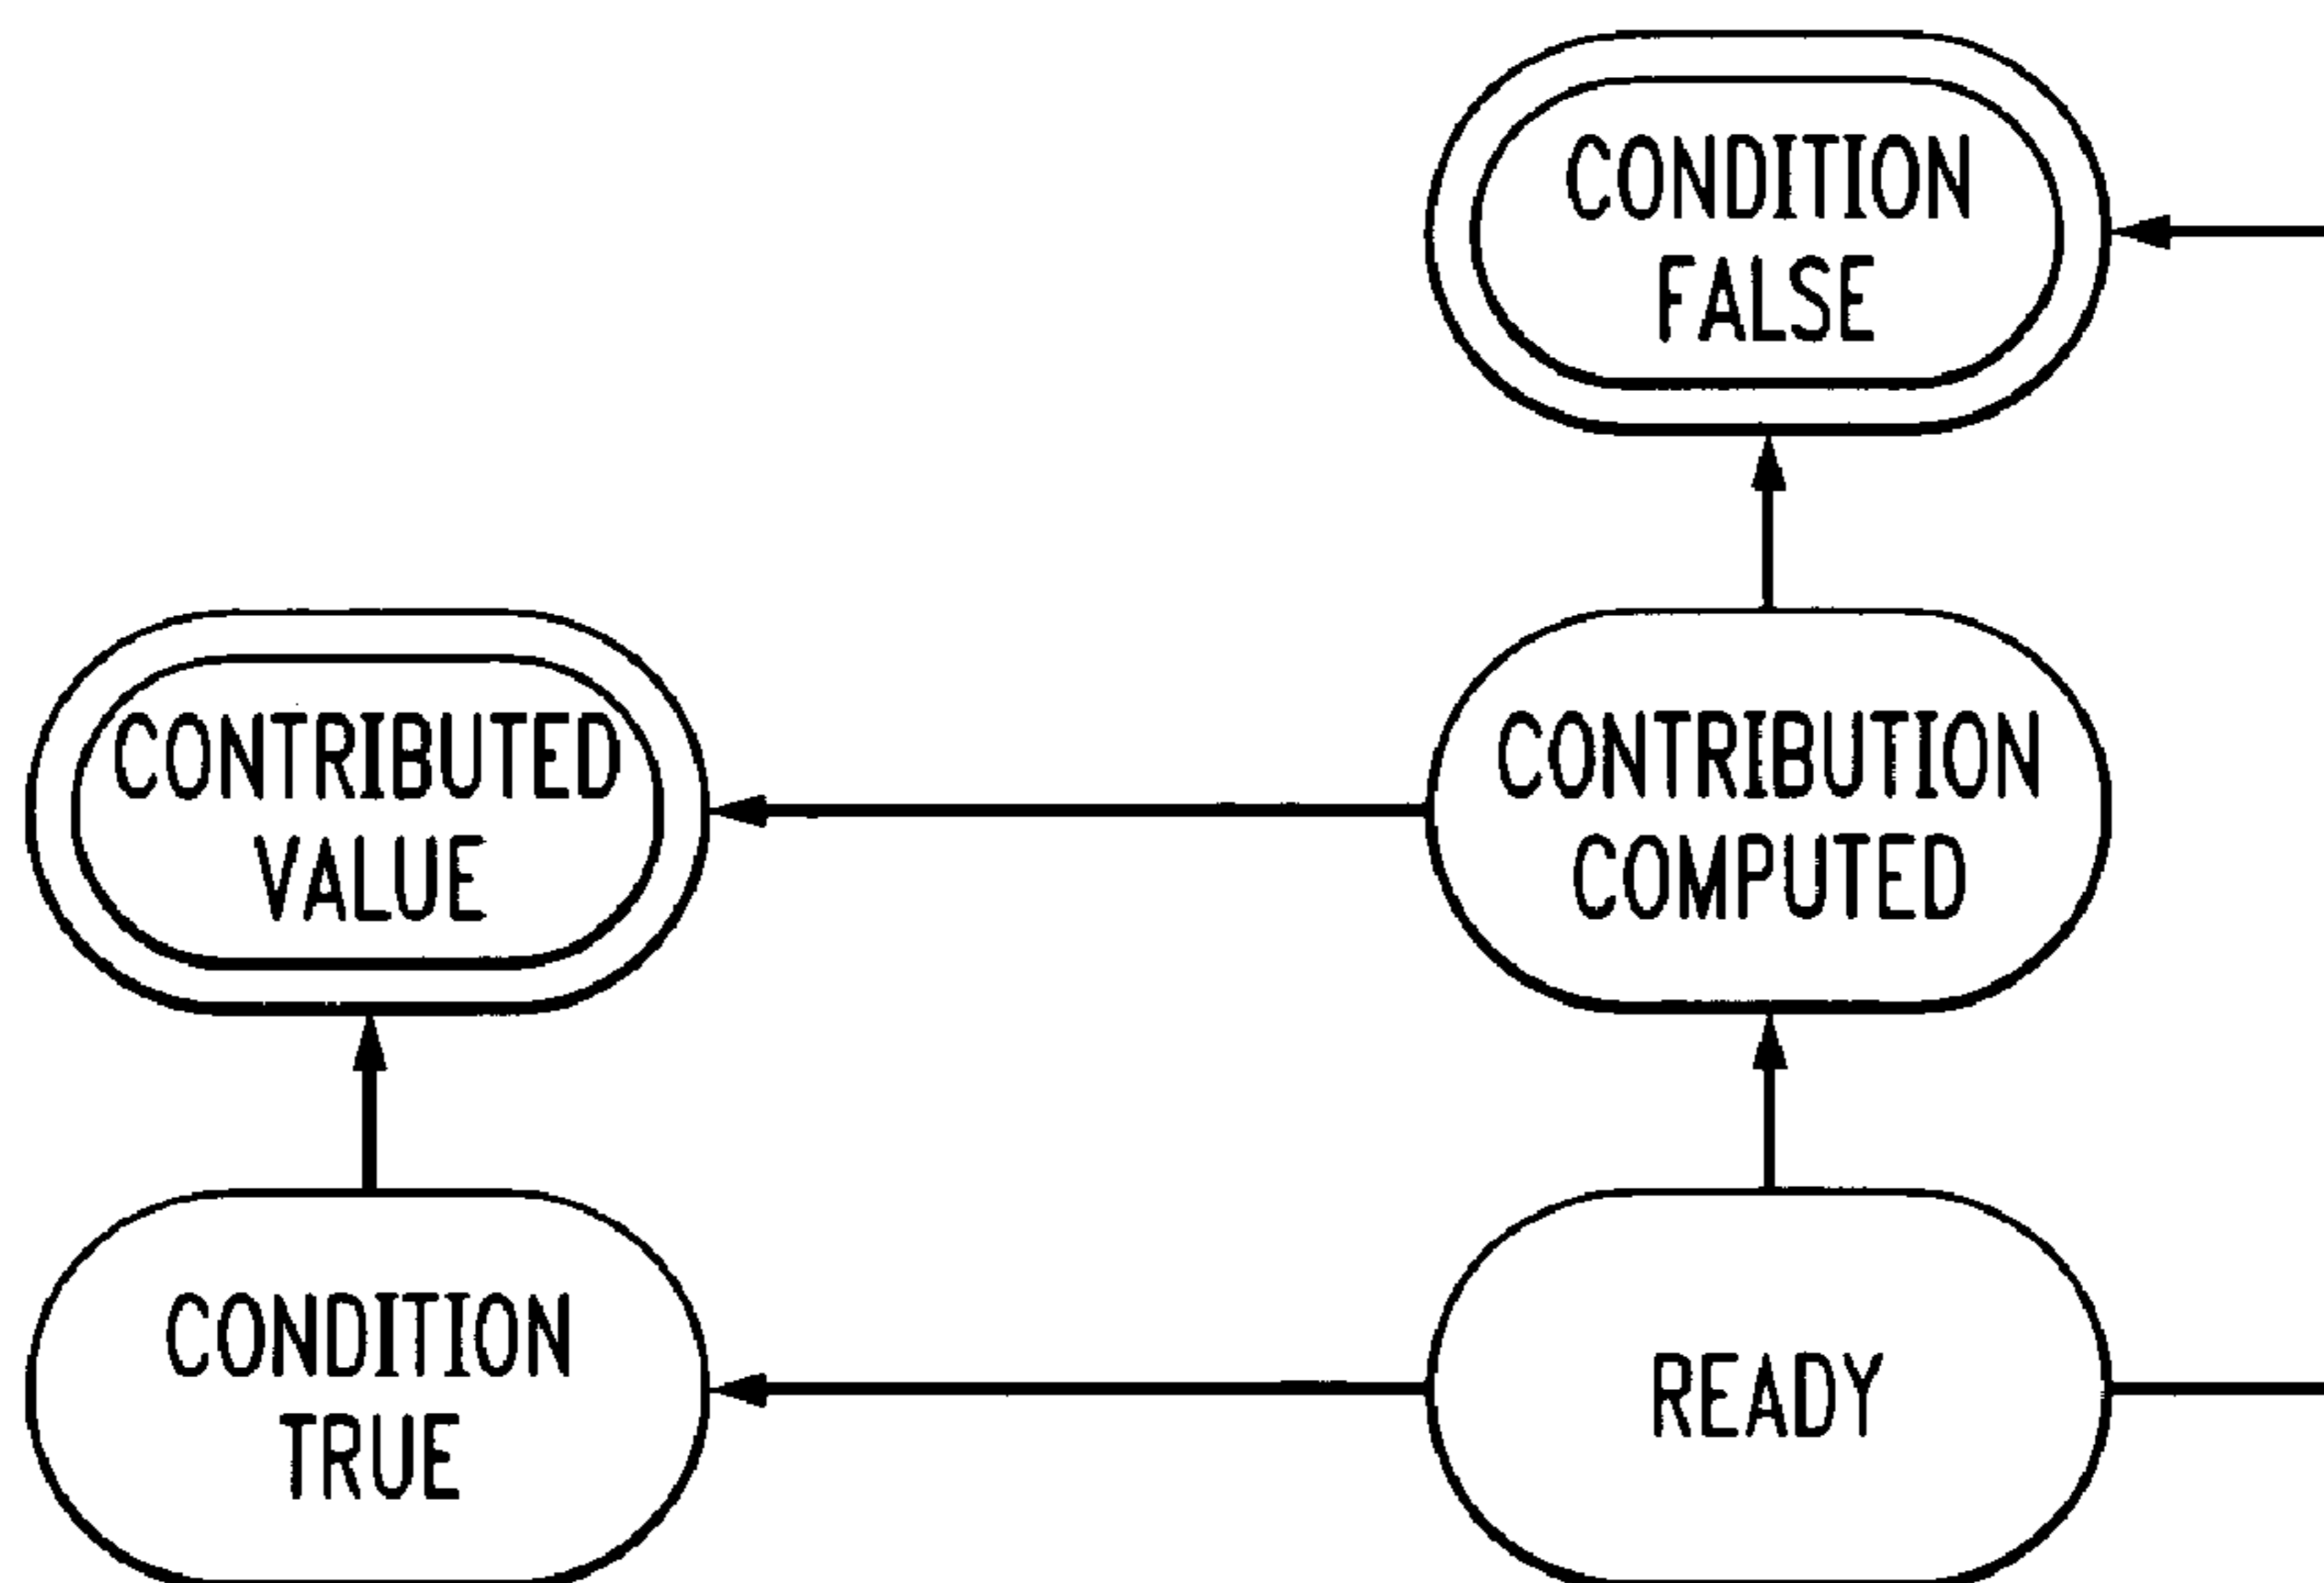 CONDITION
FALSE
CONTRIBUTED
VALUE
CONTRIBUTION
COMPUTED
CONDITION
TRUE
READY